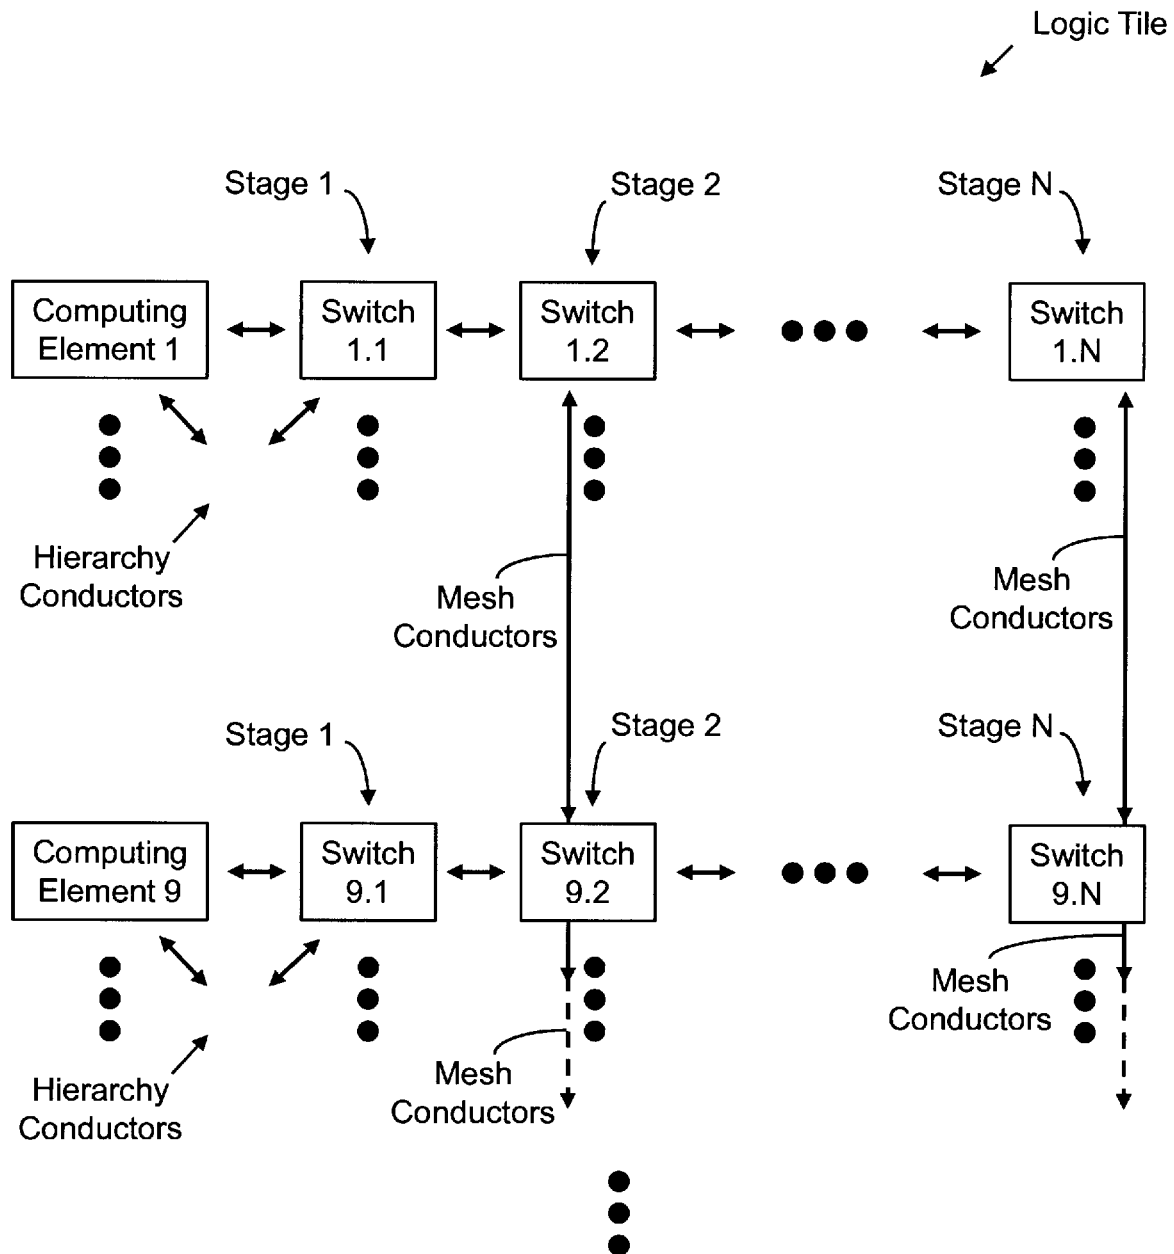 Logic Tile
Stage 1
Stage 2
Stage N
Computing
Element 1
Switch
1.1
Switch
1.2
Switch
1.N
Hierarchy
Conductors
Mesh
Conductors
Mesh
Conductors
Stage 1
Stage 2
Stage N
Computing
Element 9
Switch
9.1
Switch
9.2
Switch
9.N
Hierarchy
Conductors
Mesh
Conductors
Mesh
Conductors